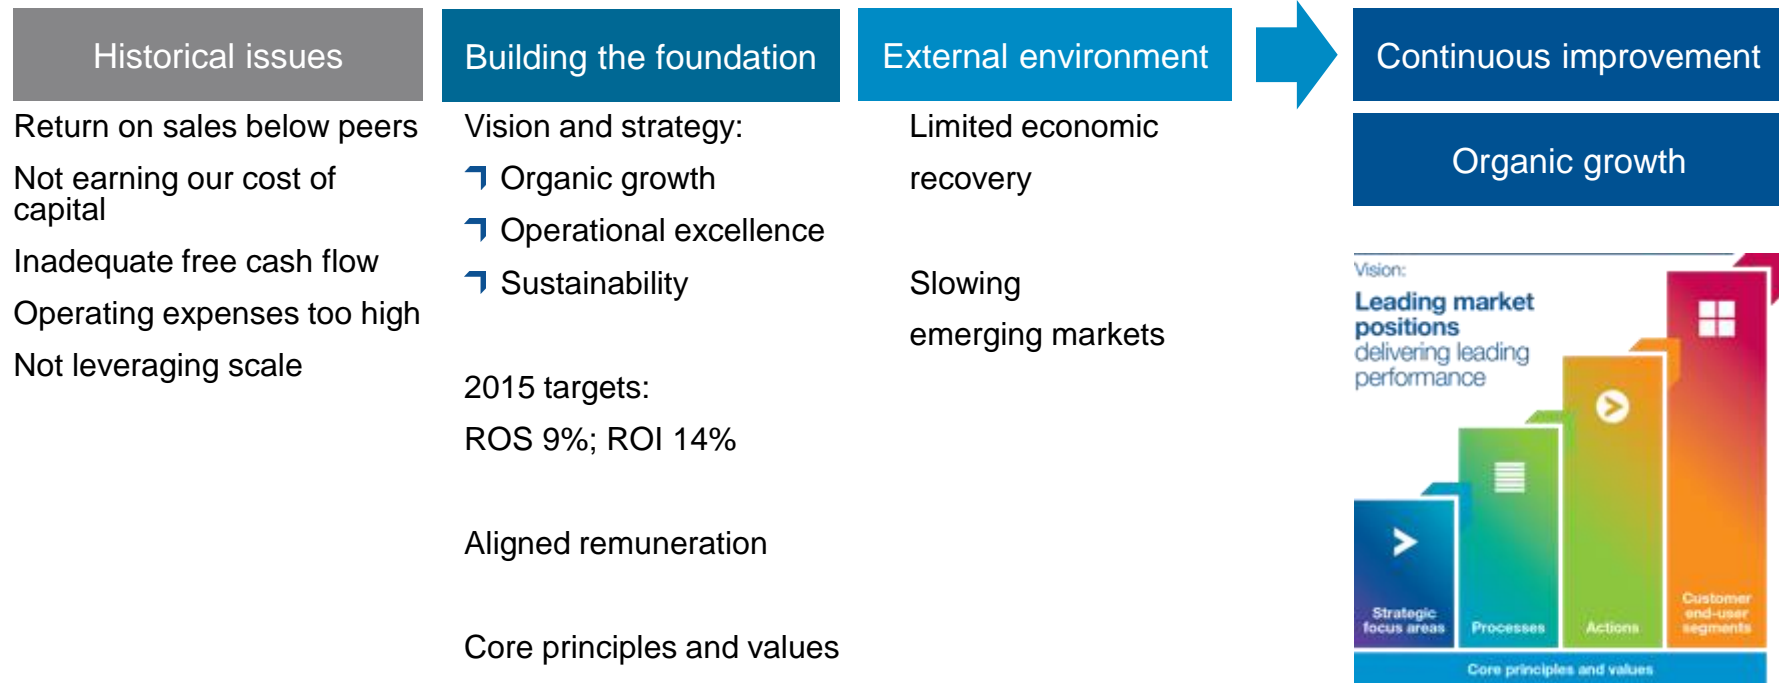 Historical issues
Return on sales below peers
Not earning our cost of
capital
Inadequate free cash flow
Operating expenses too high
Not leveraging scale
Building the foundation
Vision and strategy:
Organic growth
Operational excellence
Sustainability
2015 targets:
ROS 9%; ROI 14%
Aligned remuneration
Core principles and values
External environment
Limited economic
recovery
Slowing
emerging markets
Continuous improvement
Organic growth
Vision:
Leading market
positions
delivering leading
performance
Strategic
focus areas
Processes
Actions
Customer
end-user
segments
Core principles and values